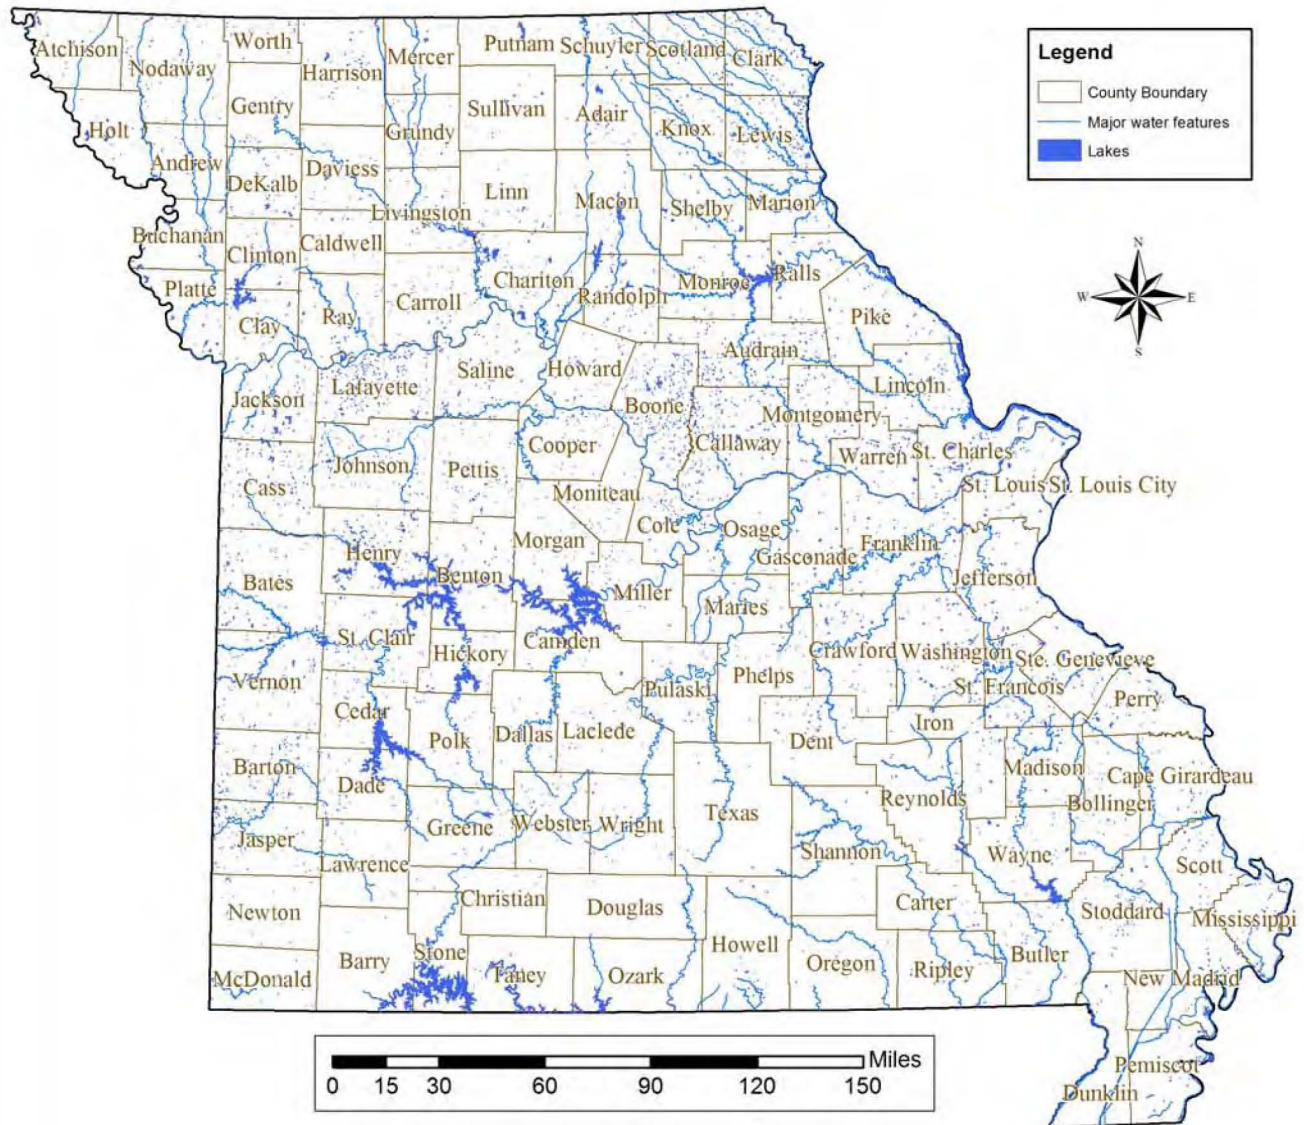 Legend
County Boundary
Major water features
Lakes
N
W
E
S
Atchison
Nodaway
Worth
Harrison
Mercer
Putnam
Schuyler
Scotland
Clark
Holt
Gentry
Grundy
Sullivan
Adair
Knox
Lewis
Andrew
DeKalb
Daviess
Livingston
Linn
Macon
Shelby
Marion
Buchanan
Clinton
Caldwell
Chariton
Randolph
Monroe
Ralls
Platte
Clay
Ray
Carroll
Pike
Jackson
Lafayette
Saline
Howard
Boone
Audrain
Lincoln
Callaway
Montgomery
Warren
St. Charles
Cass
Johnson
Pettis
Cooper
Moniteau
Cole
Osage
Gasconade
Franklin
St. Louis
St. Louis City
Bates
Henry
Benton
Morgan
Miller
Maries
Jefferson
Vernon
St. Clair
Hickory
Camden
Pulaski
Phelps
Crawford
Washington
Ste. Genevieve
St. Francois
Perry
Cedar
Polk
Dallas
Laclede
Dent
Iron
Barton
Dade
Greene
Webster
Wright
Texas
Reynolds
Madison
Bollinger
Cape Girardeau
Jasper
Lawrence
Shannon
Wayne
Scott
Newton
Christian
Douglas
Howell
Carter
Stoddard
Mississippi
McDonald
Barry
Stone
Taney
Ozark
Oregon
Ripley
Butler
New Madrid
Pemiscot
Dunklin
Miles
0 15 30 60 90 120 150